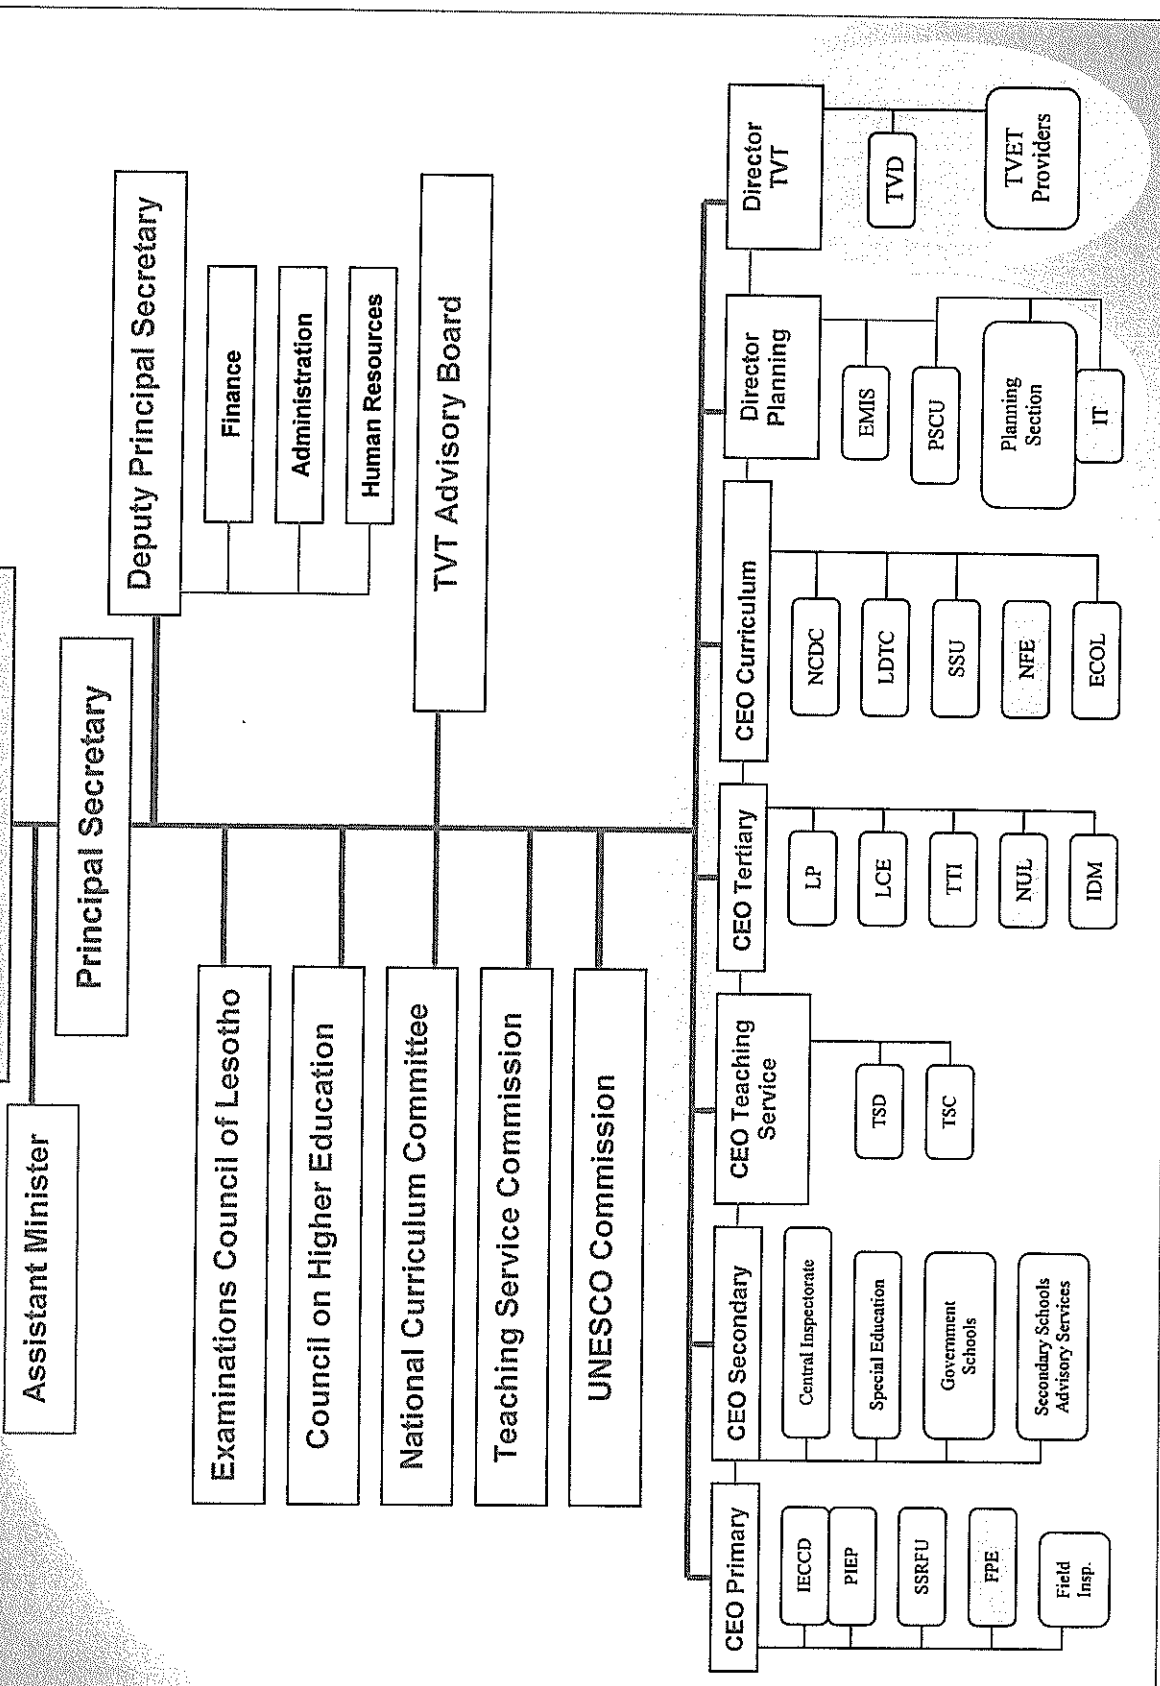 Assistant Minister
Principal Secretary
Deputy Principal Secretary
Finance
Administration
Human Resources
Examinations Council of Lesotho
Council on Higher Education
National Curriculum Committee
TVT Advisory Board
Teaching Service Commission
UNESCO Commission
CEO Primary
IECCD
PIEP
SSRFU
FPE
Field
Insp.
CEO Secondary
Central Inspectorate
Special Education
Government
Schools
Secondary Schools
Advisory Services
CEO Teaching
Service
TSD
TSC
CEO Tertiary
LP
LCE
TTI
NUL
IDM
CEO Curriculum
NCDC
LDTC
SSU
NFE
ECOL
Director
Planning
EMIS
PSCU
Planning
Section
IT
Director
TVT
TVD
TVET
Providers